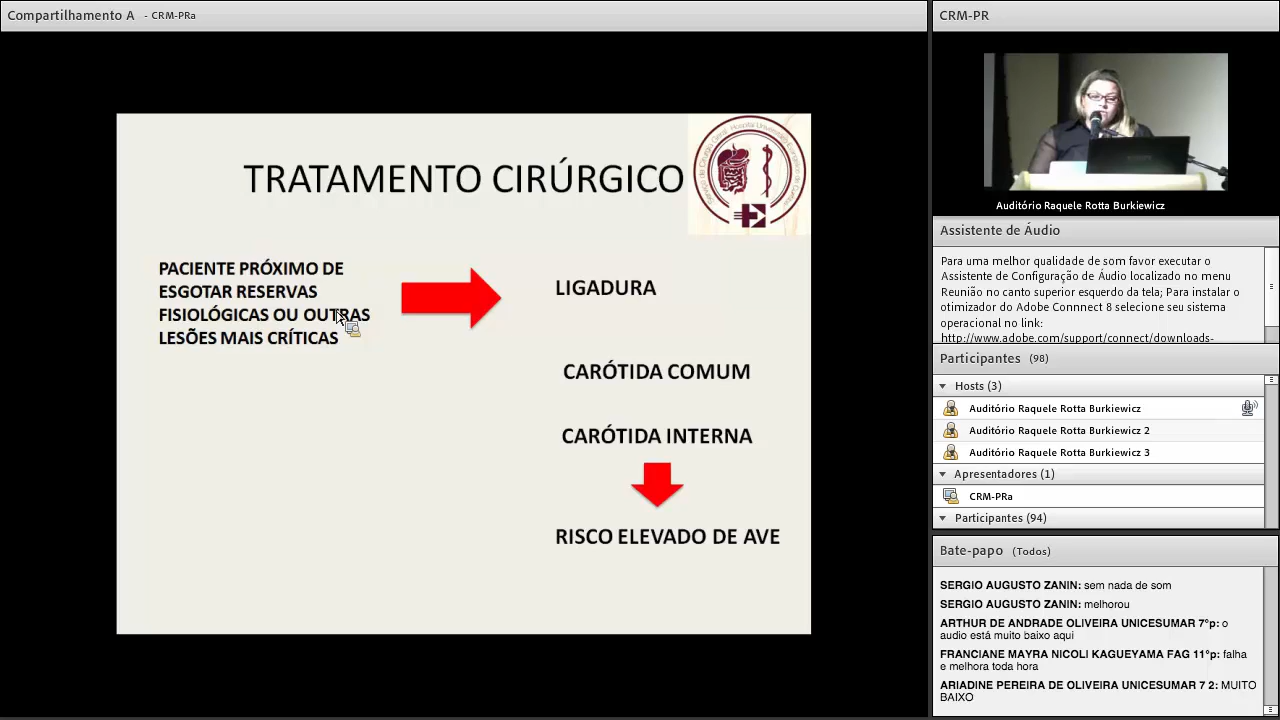 Compartilhamento A - CRM-PRa
TRATAMENTO CIRÚRGICO
PACIENTE PRÓXIMO DE
ESGOTAR RESERVAS
FISIOLÓGICAS OU OUTRAS
LESÕES MAIS CRÍTICAS
LIGADURA
CARÓTIDA COMUM
CARÓTIDA INTERNA
RISCO ELEVADO DE AVE
CRM-PR
Auditório Raquele Rotta Burkiewicz
Assistente de Áudio
Para uma melhor qualidade de som favor executar o
Assistente de Configuração de Áudio localizado no menu
Reunião no canto superior esquerdo da tela; Para instalar o
otimizador do Adobe Connnect 8 selecione seu sistema
operacional no link:
http://www.adobe.com/support/connect/downloads-
Participantes (98)
Hosts (3)
Auditório Raquele Rotta Burkiewicz
Auditório Raquele Rotta Burkiewicz 2
Auditório Raquele Rotta Burkiewicz 3
Apresentadores (1)
CRM-PRa
Participantes (94)
Bate-papo (Todos)
SERGIO AUGUSTO ZANIN: sem nada de som
SERGIO AUGUSTO ZANIN: melhorou
ARTHUR DE ANDRADE OLIVEIRA UNICESUMAR 7ºp: o
audio está muito baixo aqui
FRANCIANE MAYRA NICOLI KAGUEYAMA FAG 11ºp: falha
e melhora toda hora
ARIADINE PEREIRA DE OLIVEIRA UNICESUMAR 7 2: MUITO
BAIXO